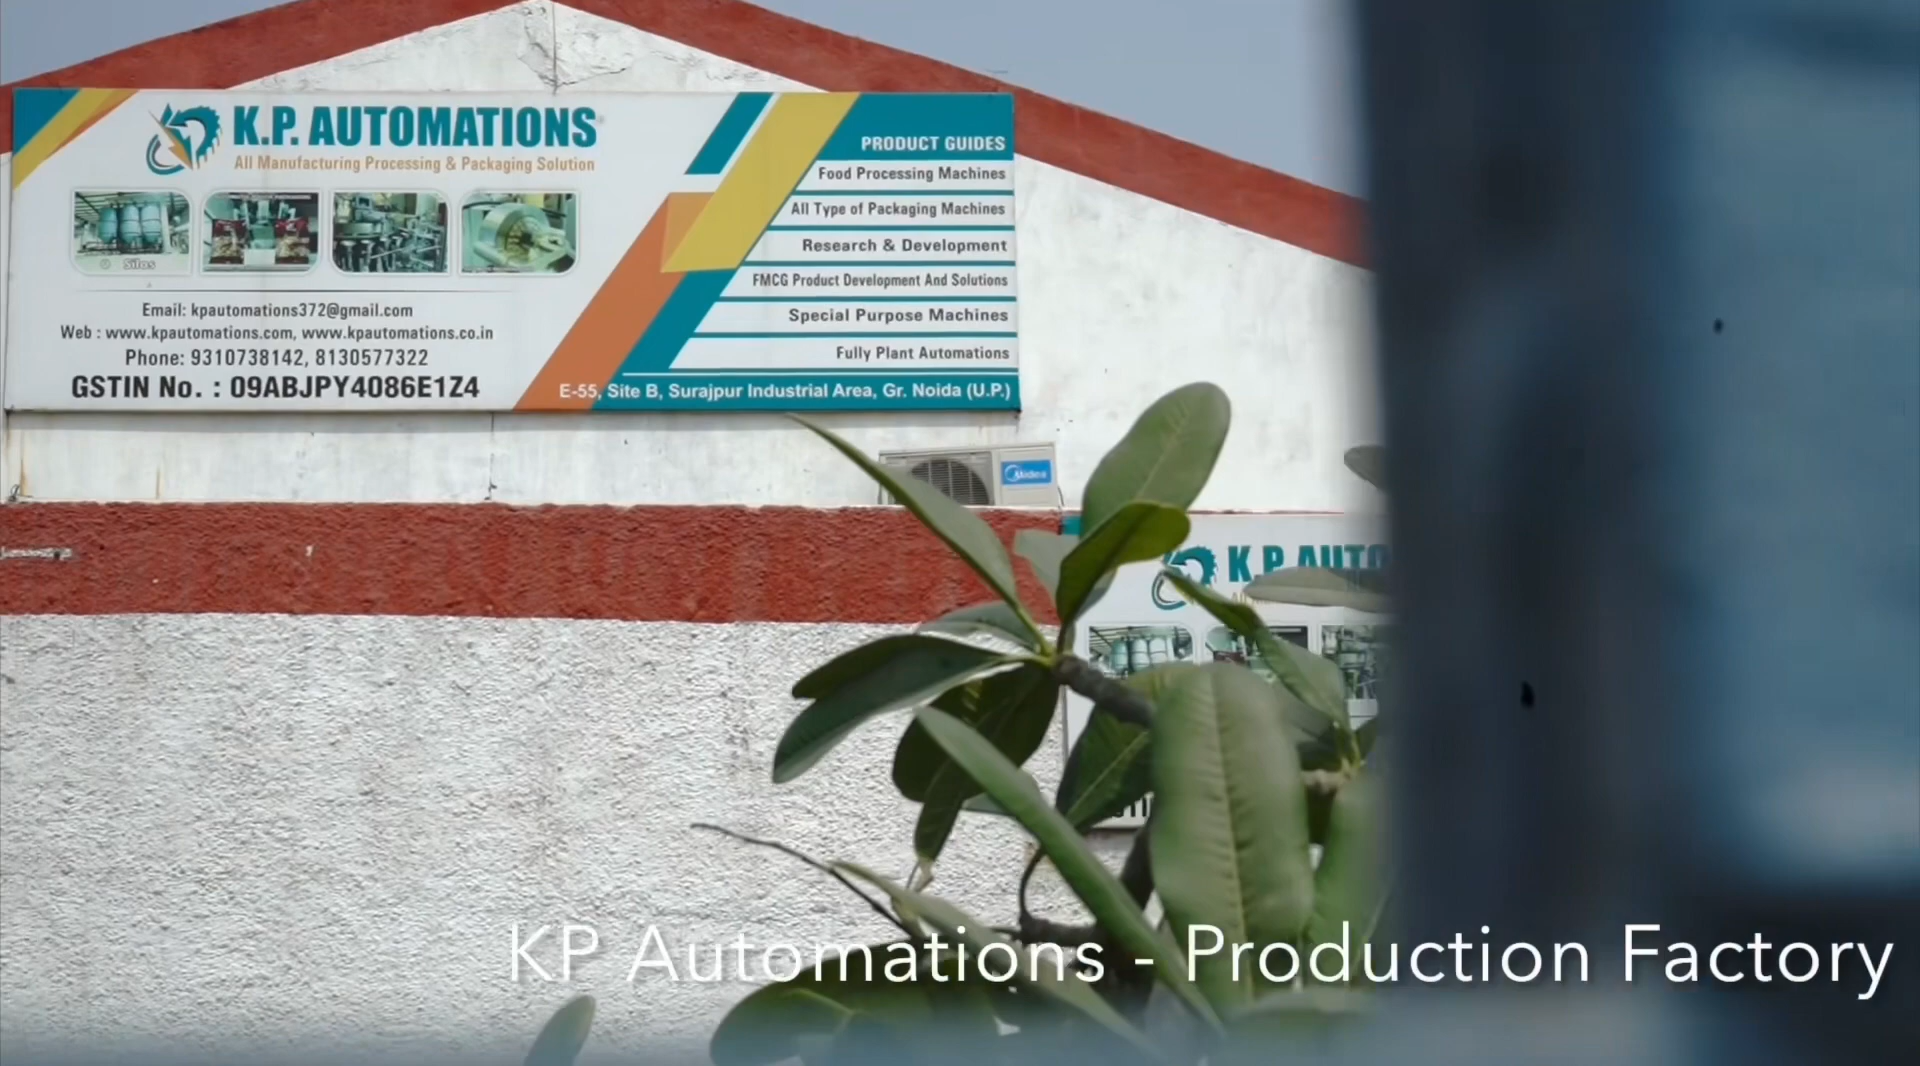 K.P. AUTOMATIONS
All Manufacturing Processing & Packaging Solution
Silos
Email: kpautomations372@gmail.com
Web : www.kpautomations.com, www.kpautomations.co.in
Phone: 9310738142, 8130577322
GSTIN No. : 09ABJPY4086E1Z4
PRODUCT GUIDES
Food Processing Machines
All Type of Packaging Machines
Research & Development
FMCG Product Development And Solutions
Special Purpose Machines
Fully Plant Automations
E-55, Site B, Surajpur Industrial Area, Gr. Noida (U.P.)
Midea
K.P. AUTO
KP Automations - Production Factory